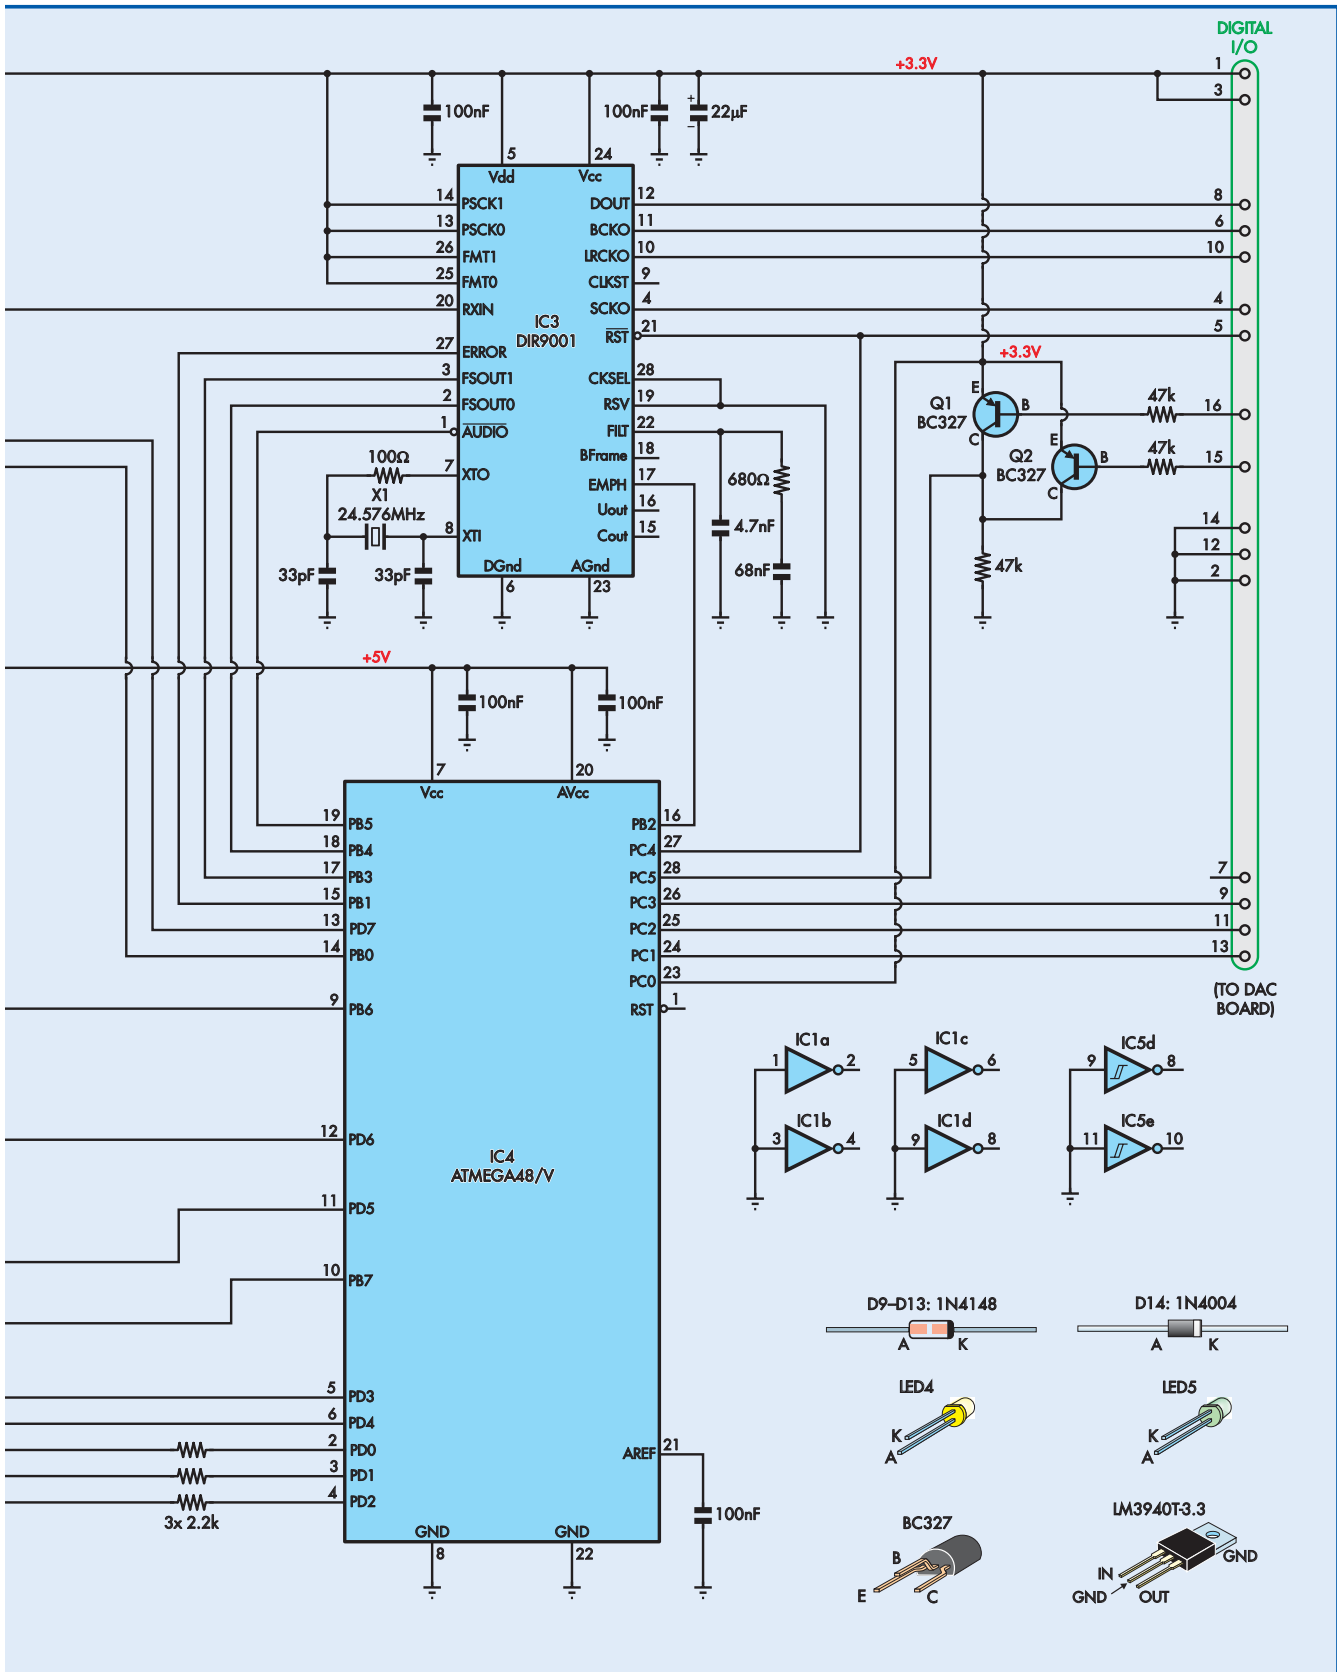 DIGITAL
I/O
+3.3V
1
3
100nF
100nF
+
22µF
–
5
24
Vdd
Vcc
14
PSCK1
DOUT
12
8
13
PSCK0
BCKO
11
6
26
FMT1
LRCKO
10
10
25
FMT0
CLKST
9
20
RXIN
SCKO
4
4
IC3
DIR9001
RST
21
5
27
ERROR
+3.3V
3
FSOUT1
CKSEL
28
2
FSOUT0
RSV
19
1
AUDIO
FILT
22
BFrame
18
7
XTO
EMPH
17
Uout
16
8
XTI
Cout
15
100Ω
X1
24.576MHz
33pF
33pF
DGnd
AGnd
6
23
680Ω
4.7nF
68nF
E
Q1
BC327
B
C
47k
16
E
Q2
BC327
B
C
47k
15
14
12
2
47k
+5V
100nF
100nF
7
20
Vcc
AVcc
19
PB5
PB2
16
18
PB4
PC4
27
17
PB3
PC5
28
7
15
PB1
PC3
26
9
13
PD7
PC2
25
11
14
PB0
PC1
24
13
PC0
23
9
PB6
RST
1
(TO DAC
BOARD)
IC1a
1
2
IC1b
3
4
IC1c
5
6
IC1d
9
8
IC5d
9
8
IC5e
11
10
12
PD6
IC4
ATMEGA48/V
11
PD5
10
PB7
D9–D13: 1N4148
A
K
D14: 1N4004
A
K
LED4
K
A
LED5
K
A
5
PD3
6
PD4
2
PD0
3
PD1
4
PD2
3x 2.2k
AREF
21
100nF
GND
GND
8
22
BC327
B
E
C
LM3940T-3.3
GND
IN
GND
OUT